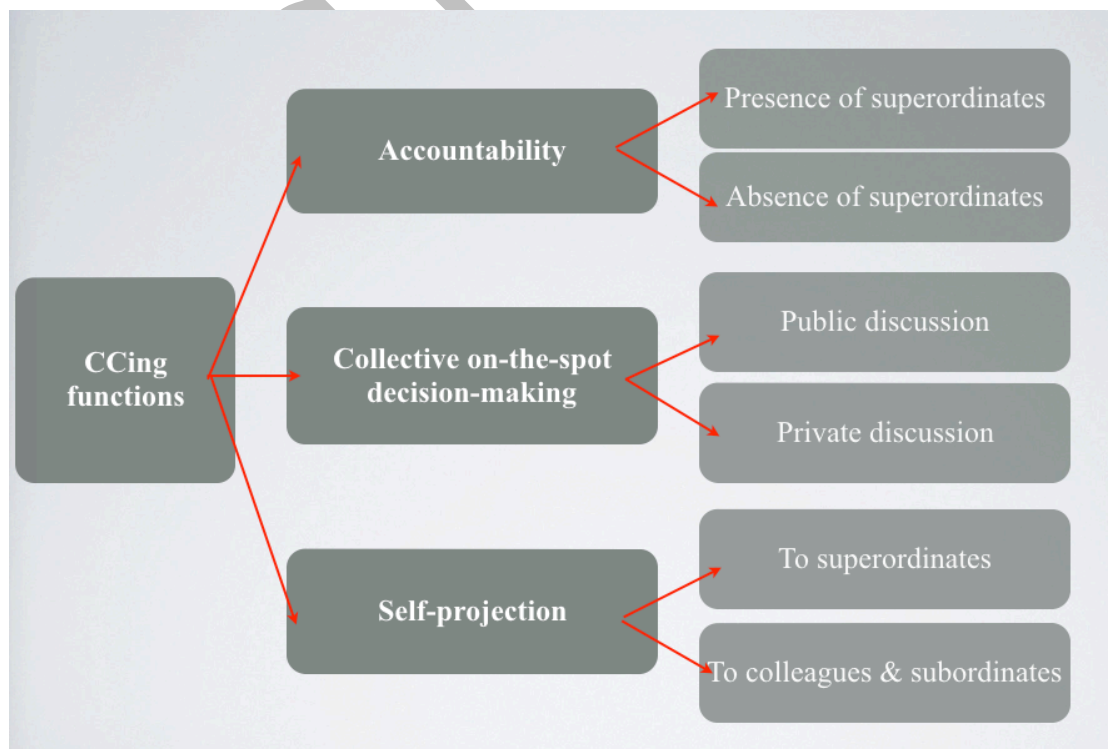 CCing
functions
Accountability
Presence of superordinates
Absence of superordinates
Collective on-the-spot
decision-making
Public discussion
Private discussion
Self-projection
To superordinates
To colleagues & subordinates